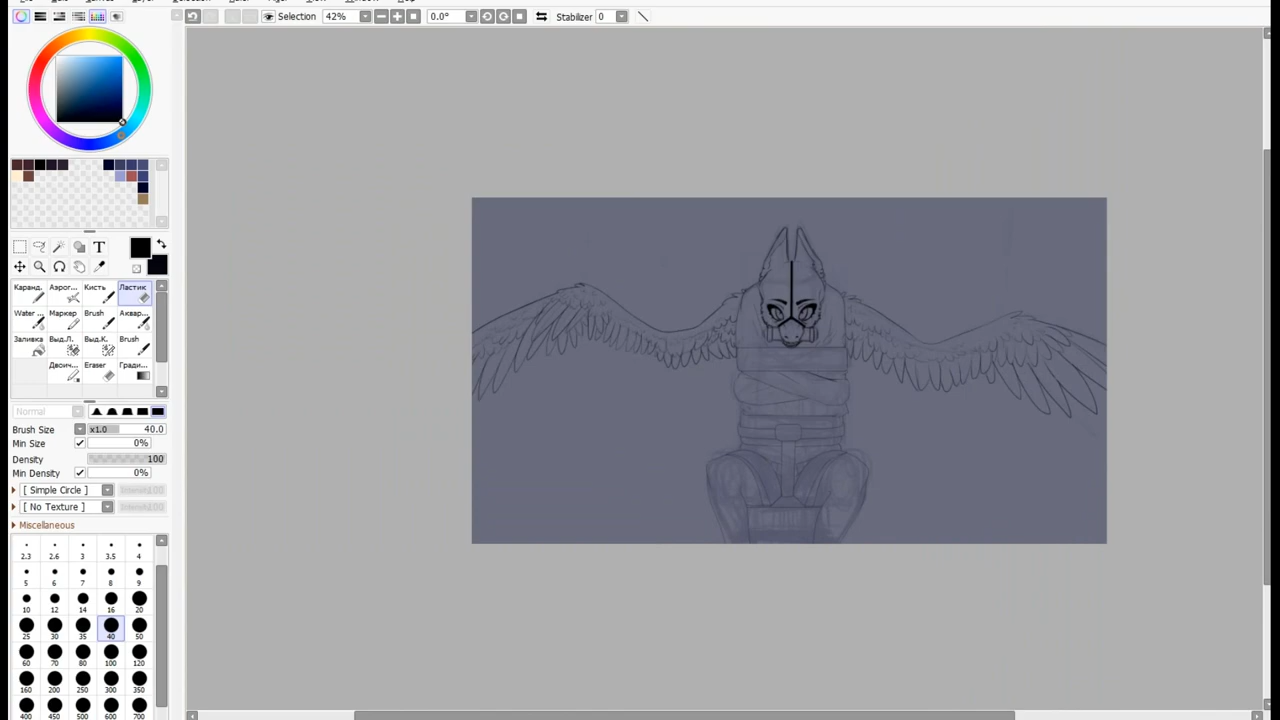 Selection 42% 0.0° Stabilizer 0
T
Каранд. Аэрог... Кисть Ластик
Water ... Маркер Brush Аквар...
Заливка Выд.Л. Выд.К. Brush
Двоич... Eraser Гради...
Normal
Brush Size x1.0 40.0
Min Size 0%
Density 100
Min Density 0%
[ Simple Circle ]
[ No Texture ]
Miscellaneous
2.3 2.6 3 3.5 4
5 6 7 8 9
10 12 14 16 20
25 30 35 40 50
60 70 80 100 120
160 200 250 300 350
400 450 500 600 700